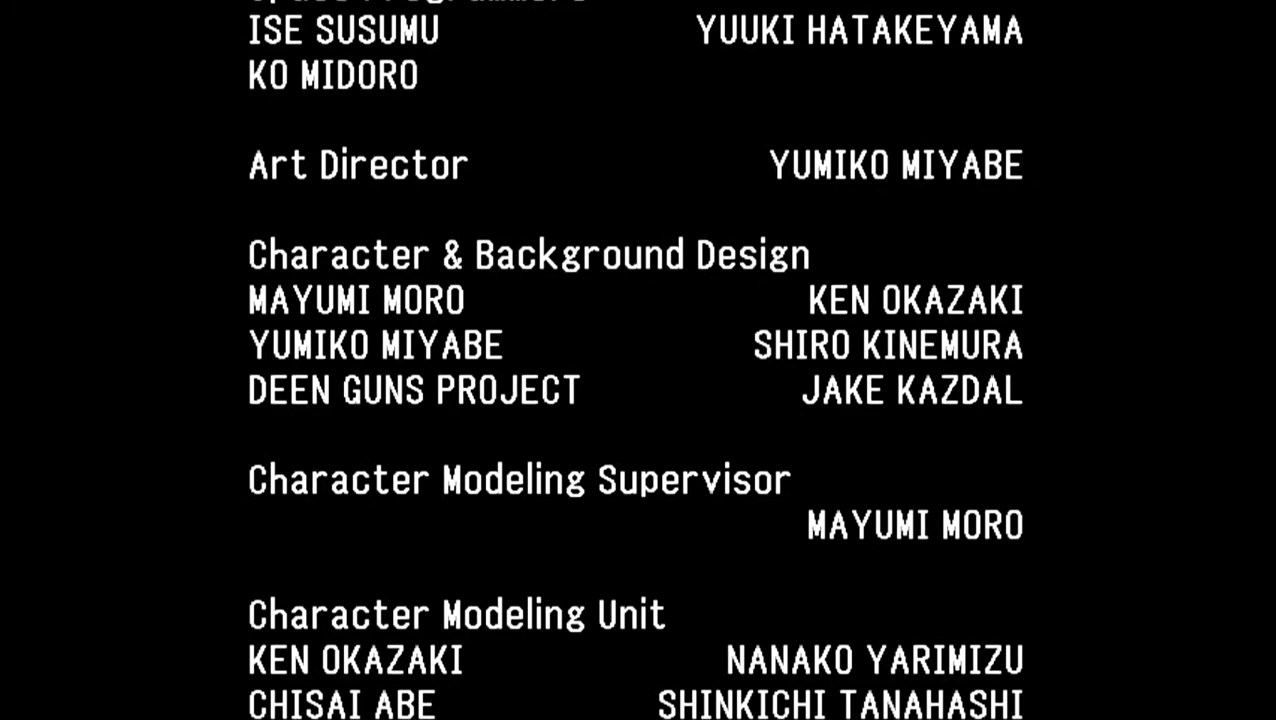 ISE SUSUMU YUUKI HATAKEYAMA
KO MIDORO
Art Director YUMIKO MIYABE
Character & Background Design
MAYUMI MORO KEN OKAZAKI
YUMIKO MIYABE SHIRO KINEMURA
DEEN GUNS PROJECT JAKE KAZDAL
Character Modeling Supervisor
MAYUMI MORO
Character Modeling Unit
KEN OKAZAKI NANAKO YARIMIZU
CHISAI ABE SHINKICHI TANAHASHI